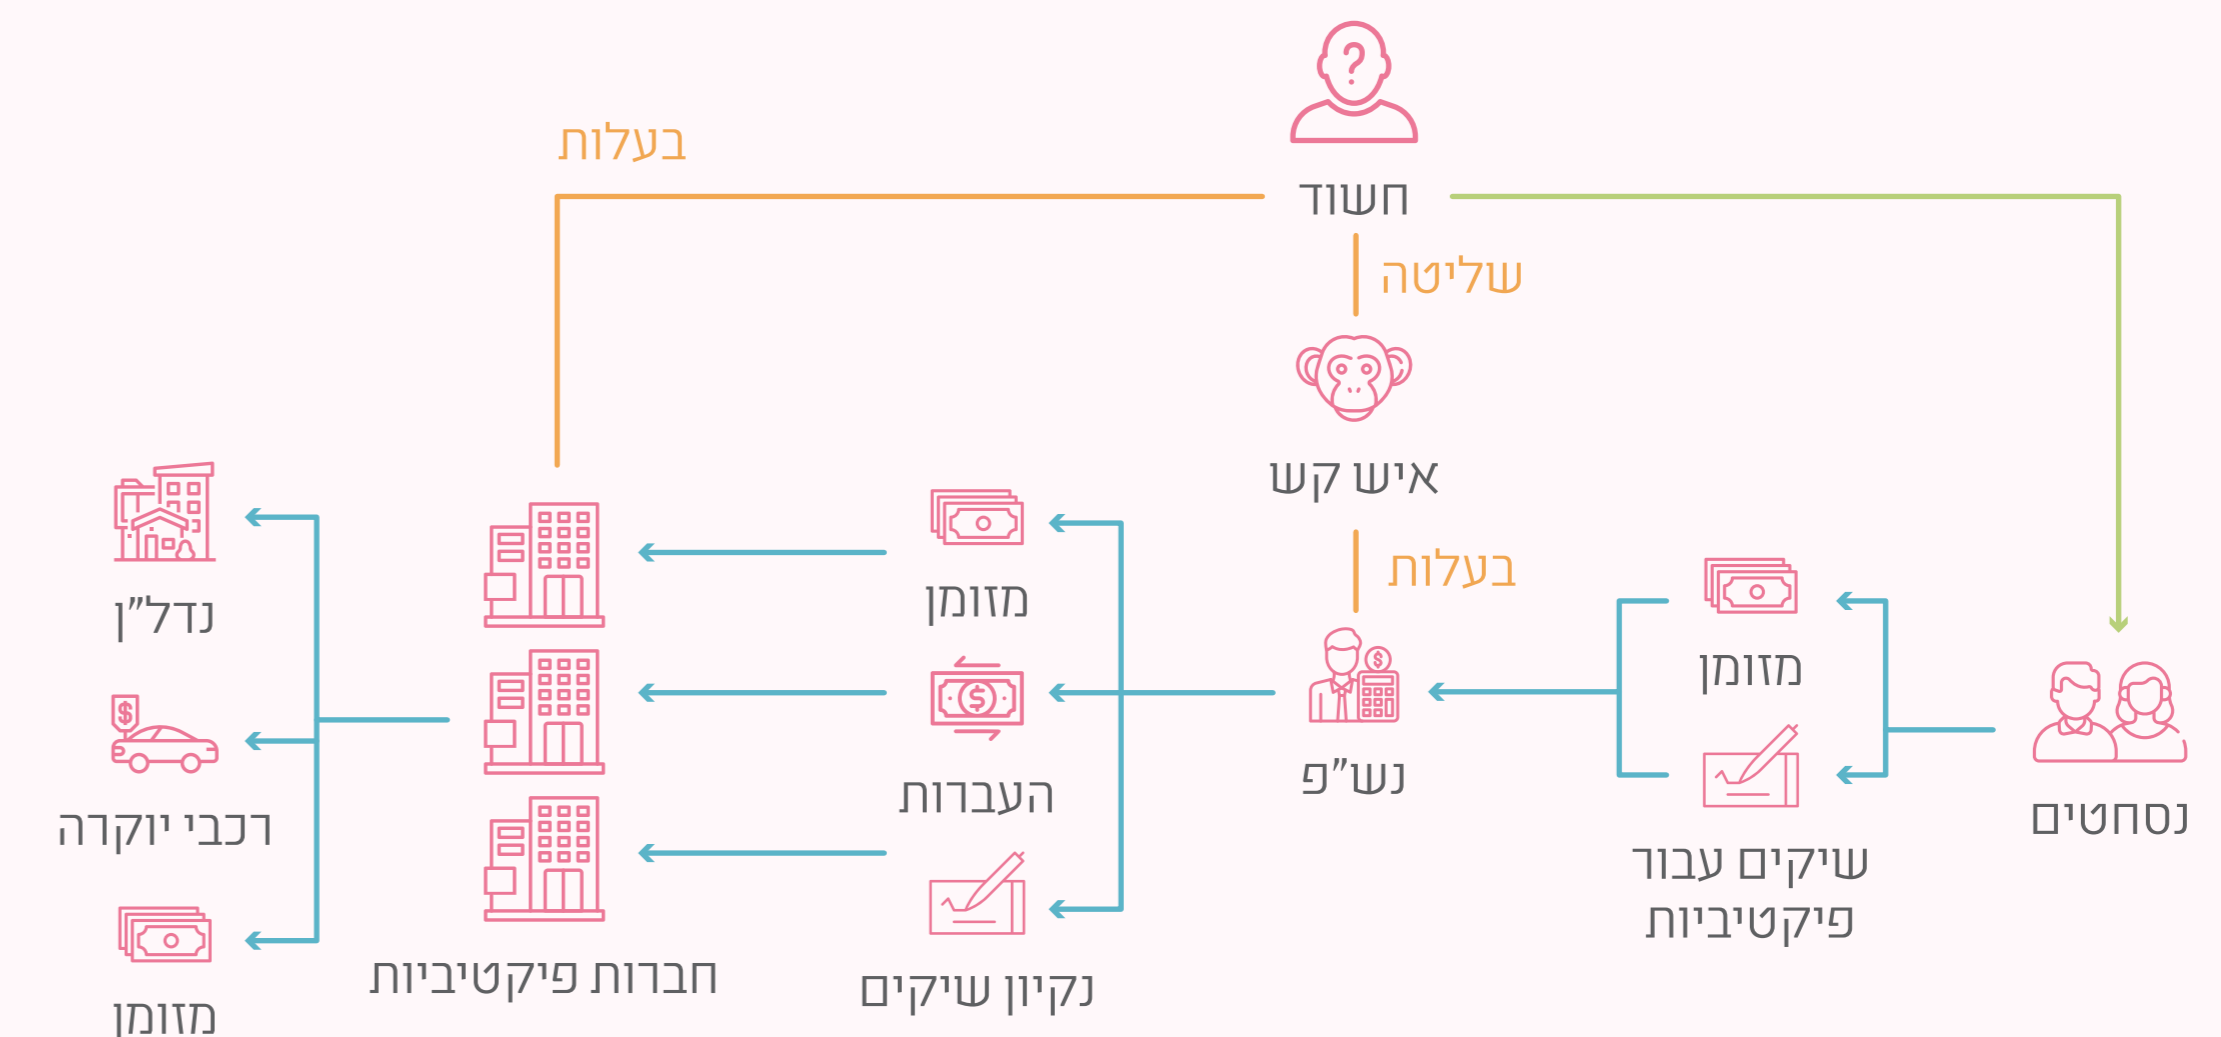 חשוד
בעלות
שליטה
איש קש
בעלות
נש"פ
נסחטים
מזומן
שיקים עבור
פיקטיביות
מזומן
העברות
נקיון שיקים
חברות פיקטיביות
נדל"ן
רכבי יוקרה
מזומן